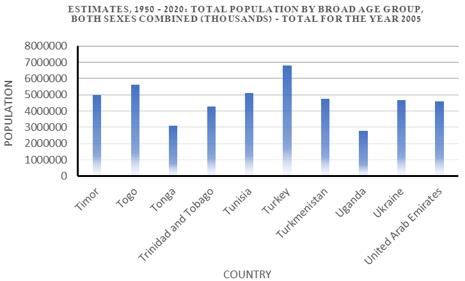 ESTIMATES, 1950 - 2020: TOTAL POPULATION BY BROAD AGE GROUP,
BOTH SEXES COMBINED (THOUSANDS) - TOTAL FOR THE YEAR 2005
8000000
7000000
6000000
5000000
4000000
3000000
2000000
1000000
0
POPULATION
Timor
Togo
Tonga
Trinidad and Tobago
Tunisia
Turkey
Turkmenistan
Uganda
Ukraine
United Arab Emirates
COUNTRY